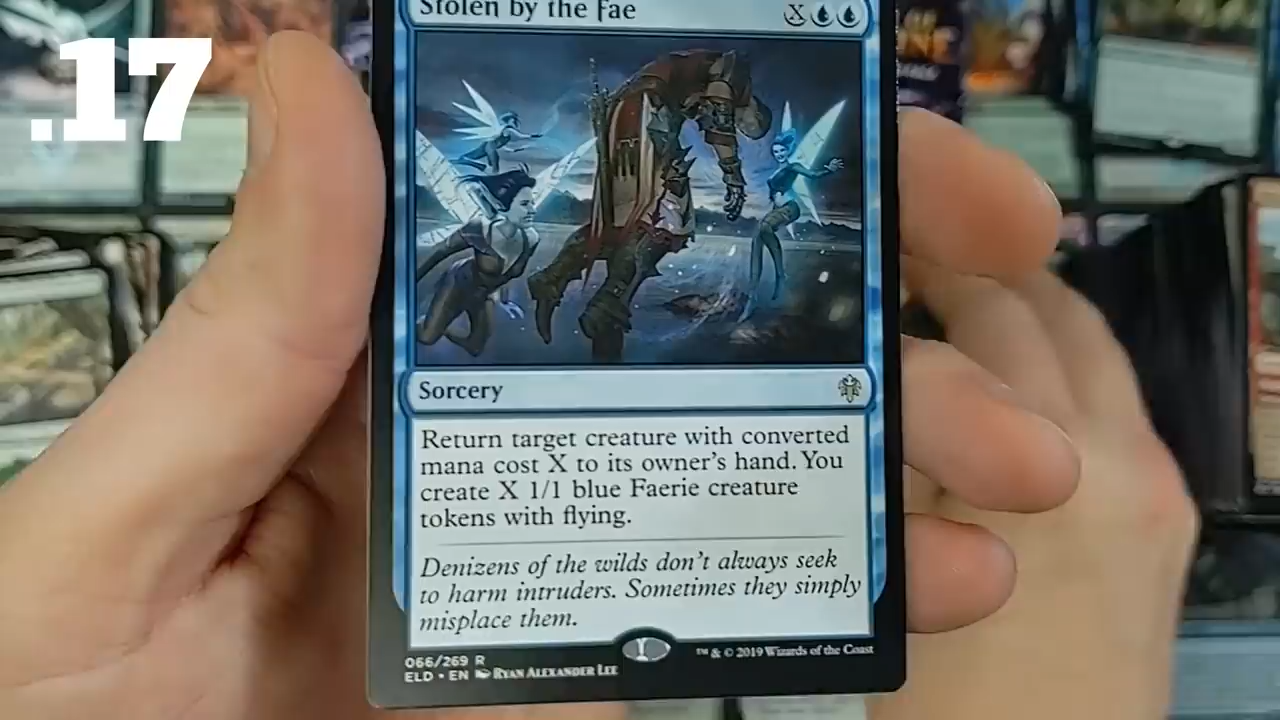 .17
Stolen by the Fae
X
Sorcery
Return target creature with converted
mana cost X to its owner's hand. You
create X 1/1 blue Faerie creature
tokens with flying.
Denizens of the wilds don't always seek
to harm intruders. Sometimes they simply
misplace them.
066/269 R
ELD • EN Ryan Alexander Lee
™ & © 2019 Wizards of the Coast